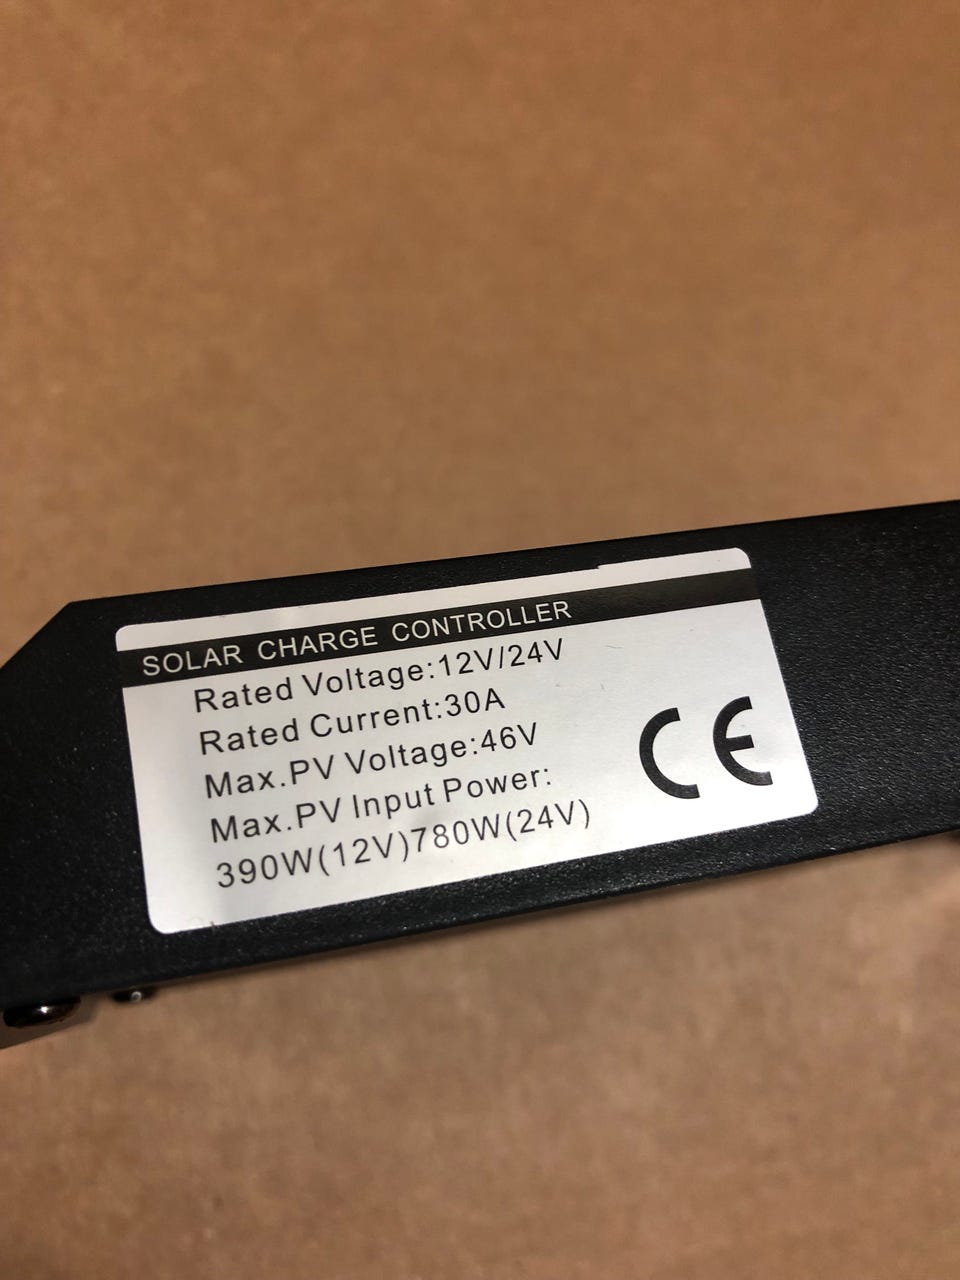 SOLAR CHARGE CONTROLLER
Rated Voltage:12V/24V
Rated Current:30A
Max.PV Voltage:46V
Max.PV Input Power:
390W(12V)780W(24V)
CE